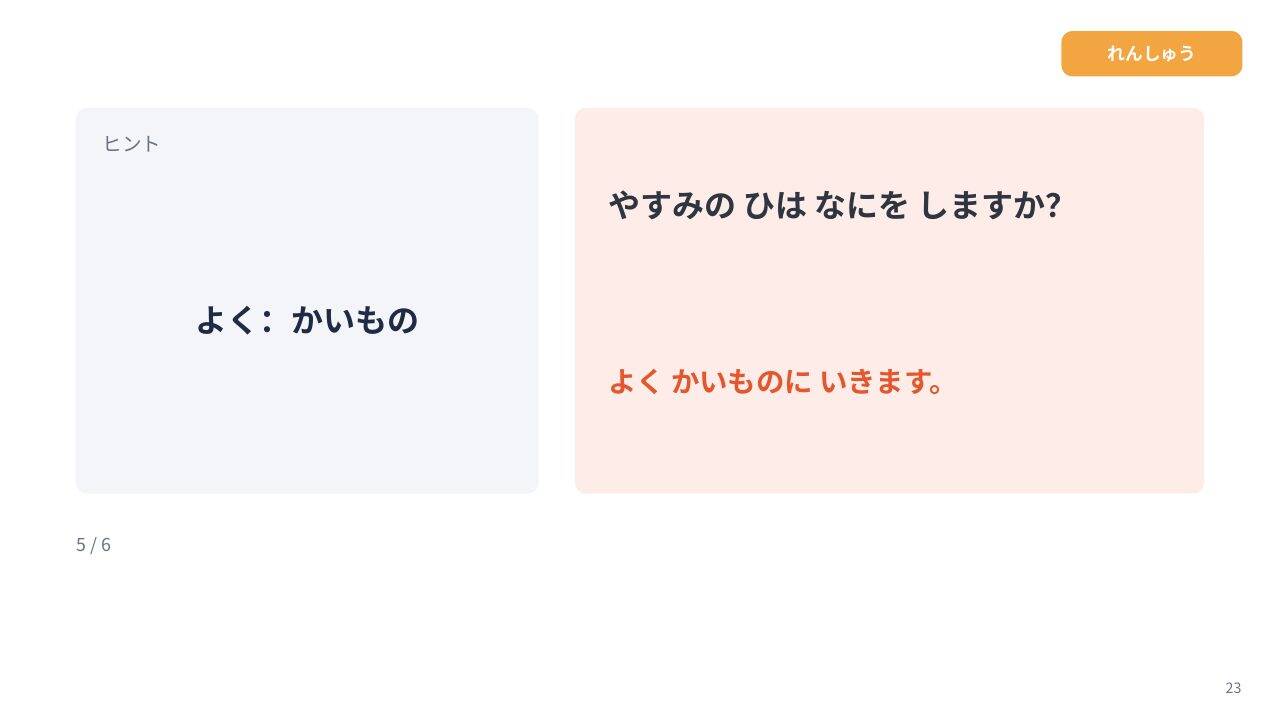 れんしゅう
ヒント
よく：かいもの
やすみの ひは なにを しますか?
よく かいものに いきます。
5 / 6
23